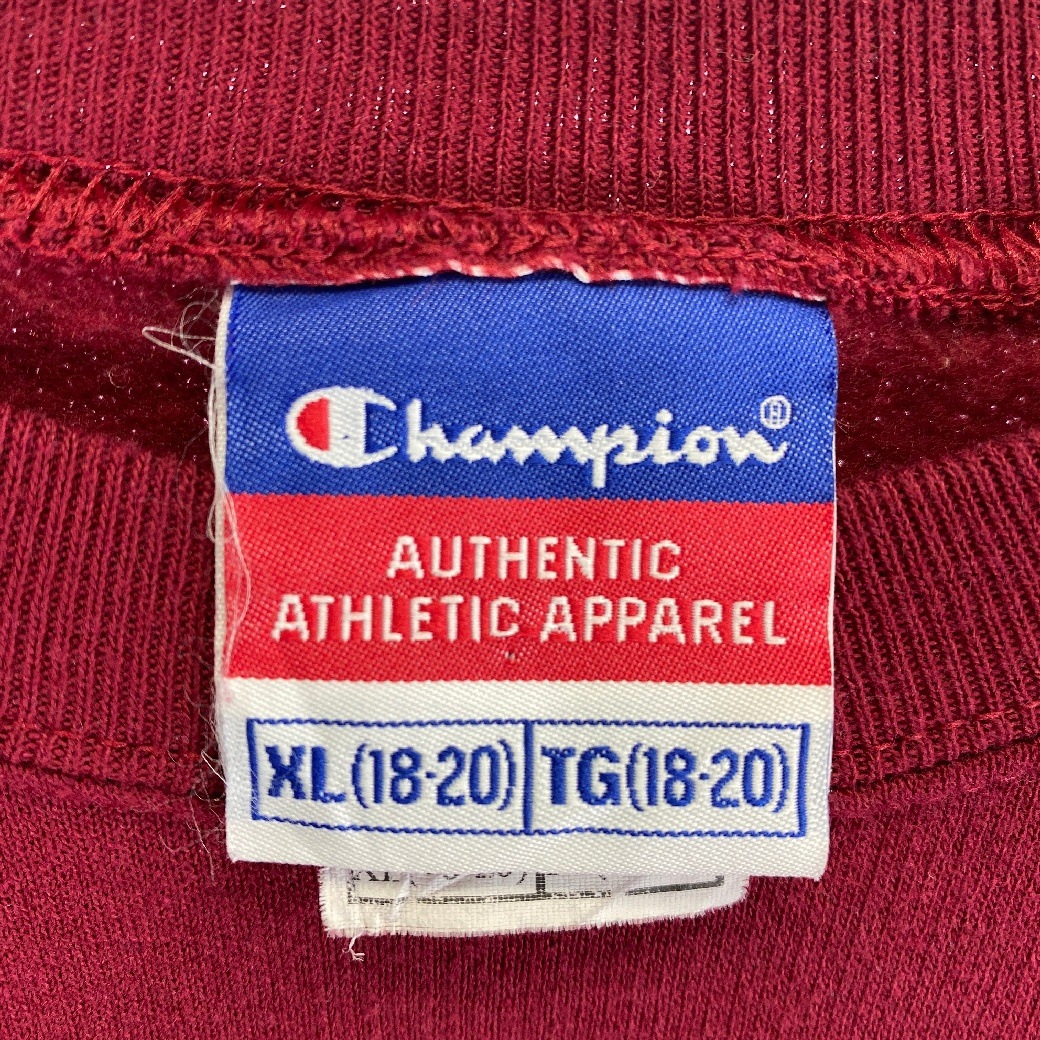 Champion®
AUTHENTIC
ATHLETIC APPAREL
XL(18-20) TG(18-20)